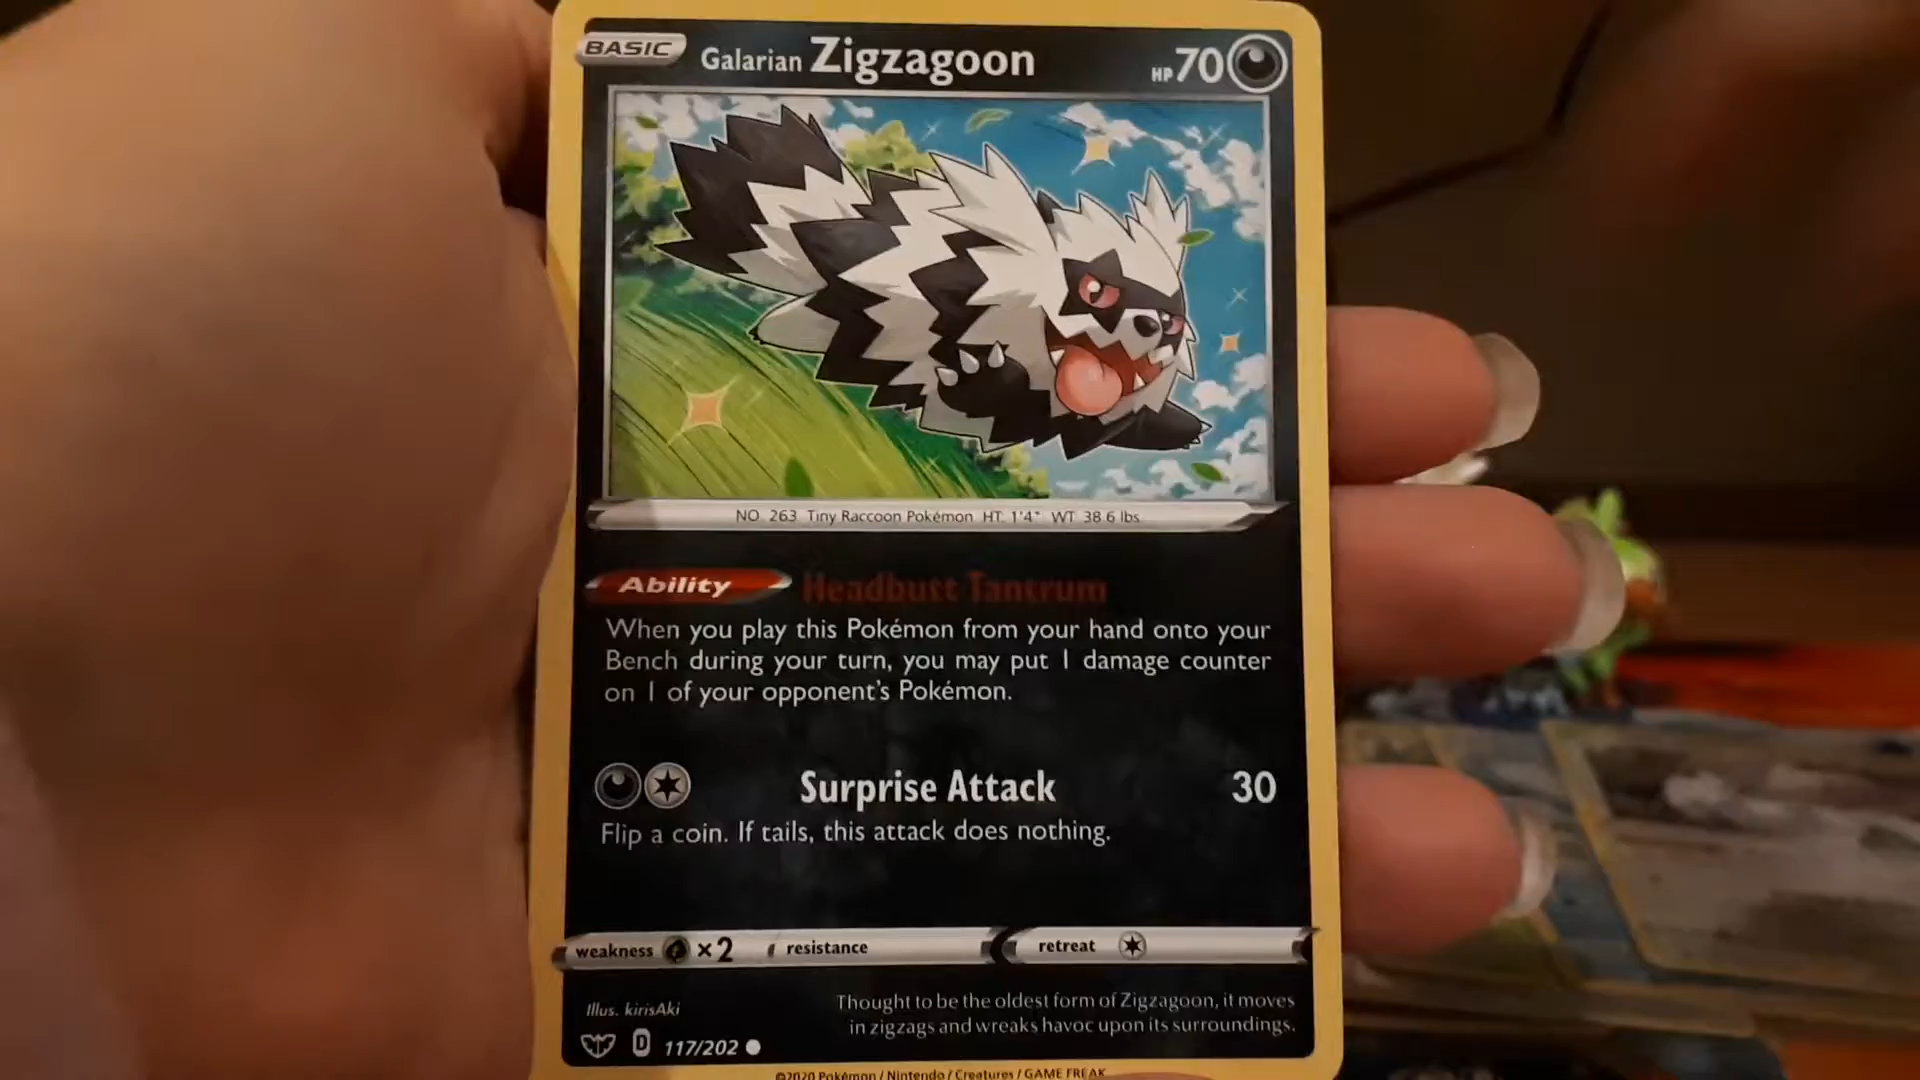 BASIC Galarian Zigzagoon HP 70
NO. 263 Tiny Raccoon Pokémon HT: 1'4" WT: 38.6 lbs.
Ability Headbutt Tantrum
When you play this Pokémon from your hand onto your
Bench during your turn, you may put 1 damage counter
on 1 of your opponent's Pokémon.
Surprise Attack 30
Flip a coin. If tails, this attack does nothing.
weakness ×2 resistance retreat
Illus. kirisAki
Thought to be the oldest form of Zigzagoon, it moves
in zigzags and wreaks havoc upon its surroundings.
D 117/202
©2020 Pokémon / Nintendo / Creatures / GAME FREAK